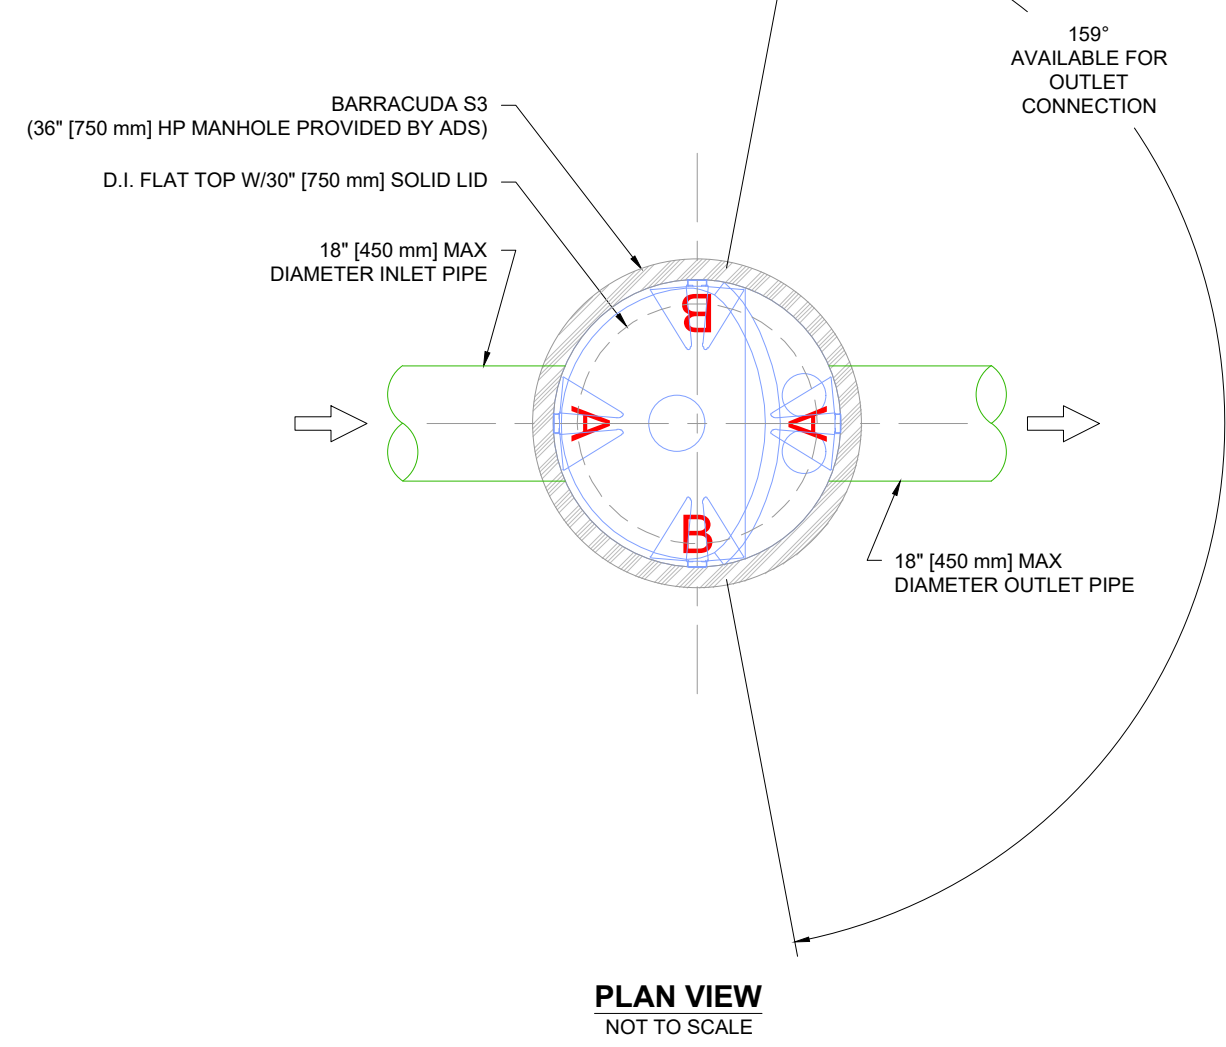 159°
AVAILABLE FOR
OUTLET
CONNECTION
BARRACUDA S3
(36" [750 mm] HP MANHOLE PROVIDED BY ADS)
D.I. FLAT TOP W/30" [750 mm] SOLID LID
18" [450 mm] MAX
DIAMETER INLET PIPE
B
A
A
B
18" [450 mm] MAX
DIAMETER OUTLET PIPE
PLAN VIEW
NOT TO SCALE